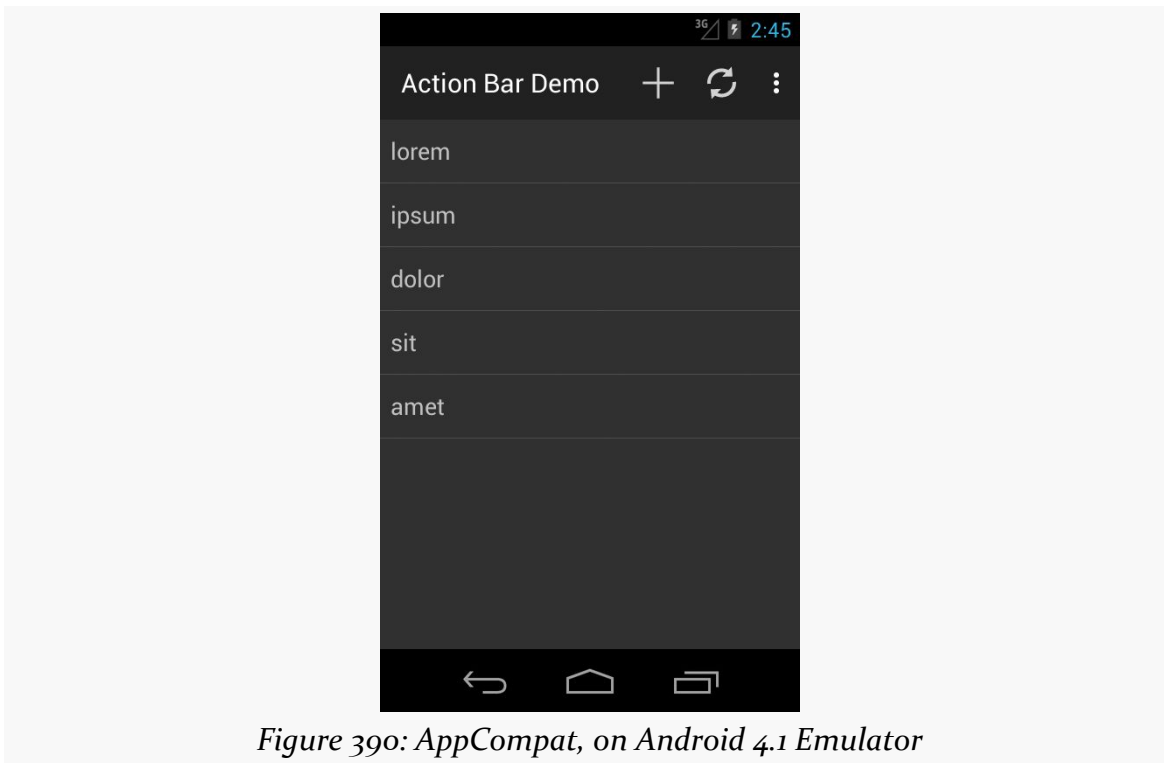 3G 2:45
Action Bar Demo
lorem
ipsum
dolor
sit
amet
Figure 390: AppCompat, on Android 4.1 Emulator